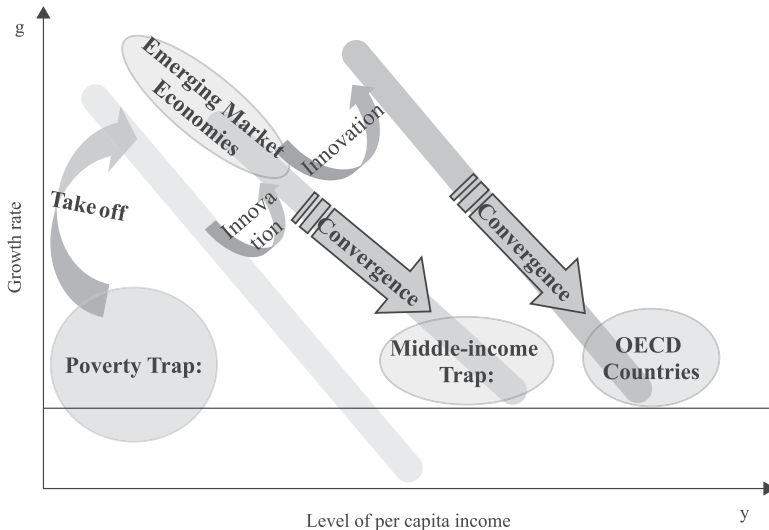 g
Emerging Market
Economies
Innovation
Take off
Innova
tion
Convergence
Convergence
Growth rate
Poverty Trap:
Middle-income
Trap:
OECD
Countries
y
Level of per capita income